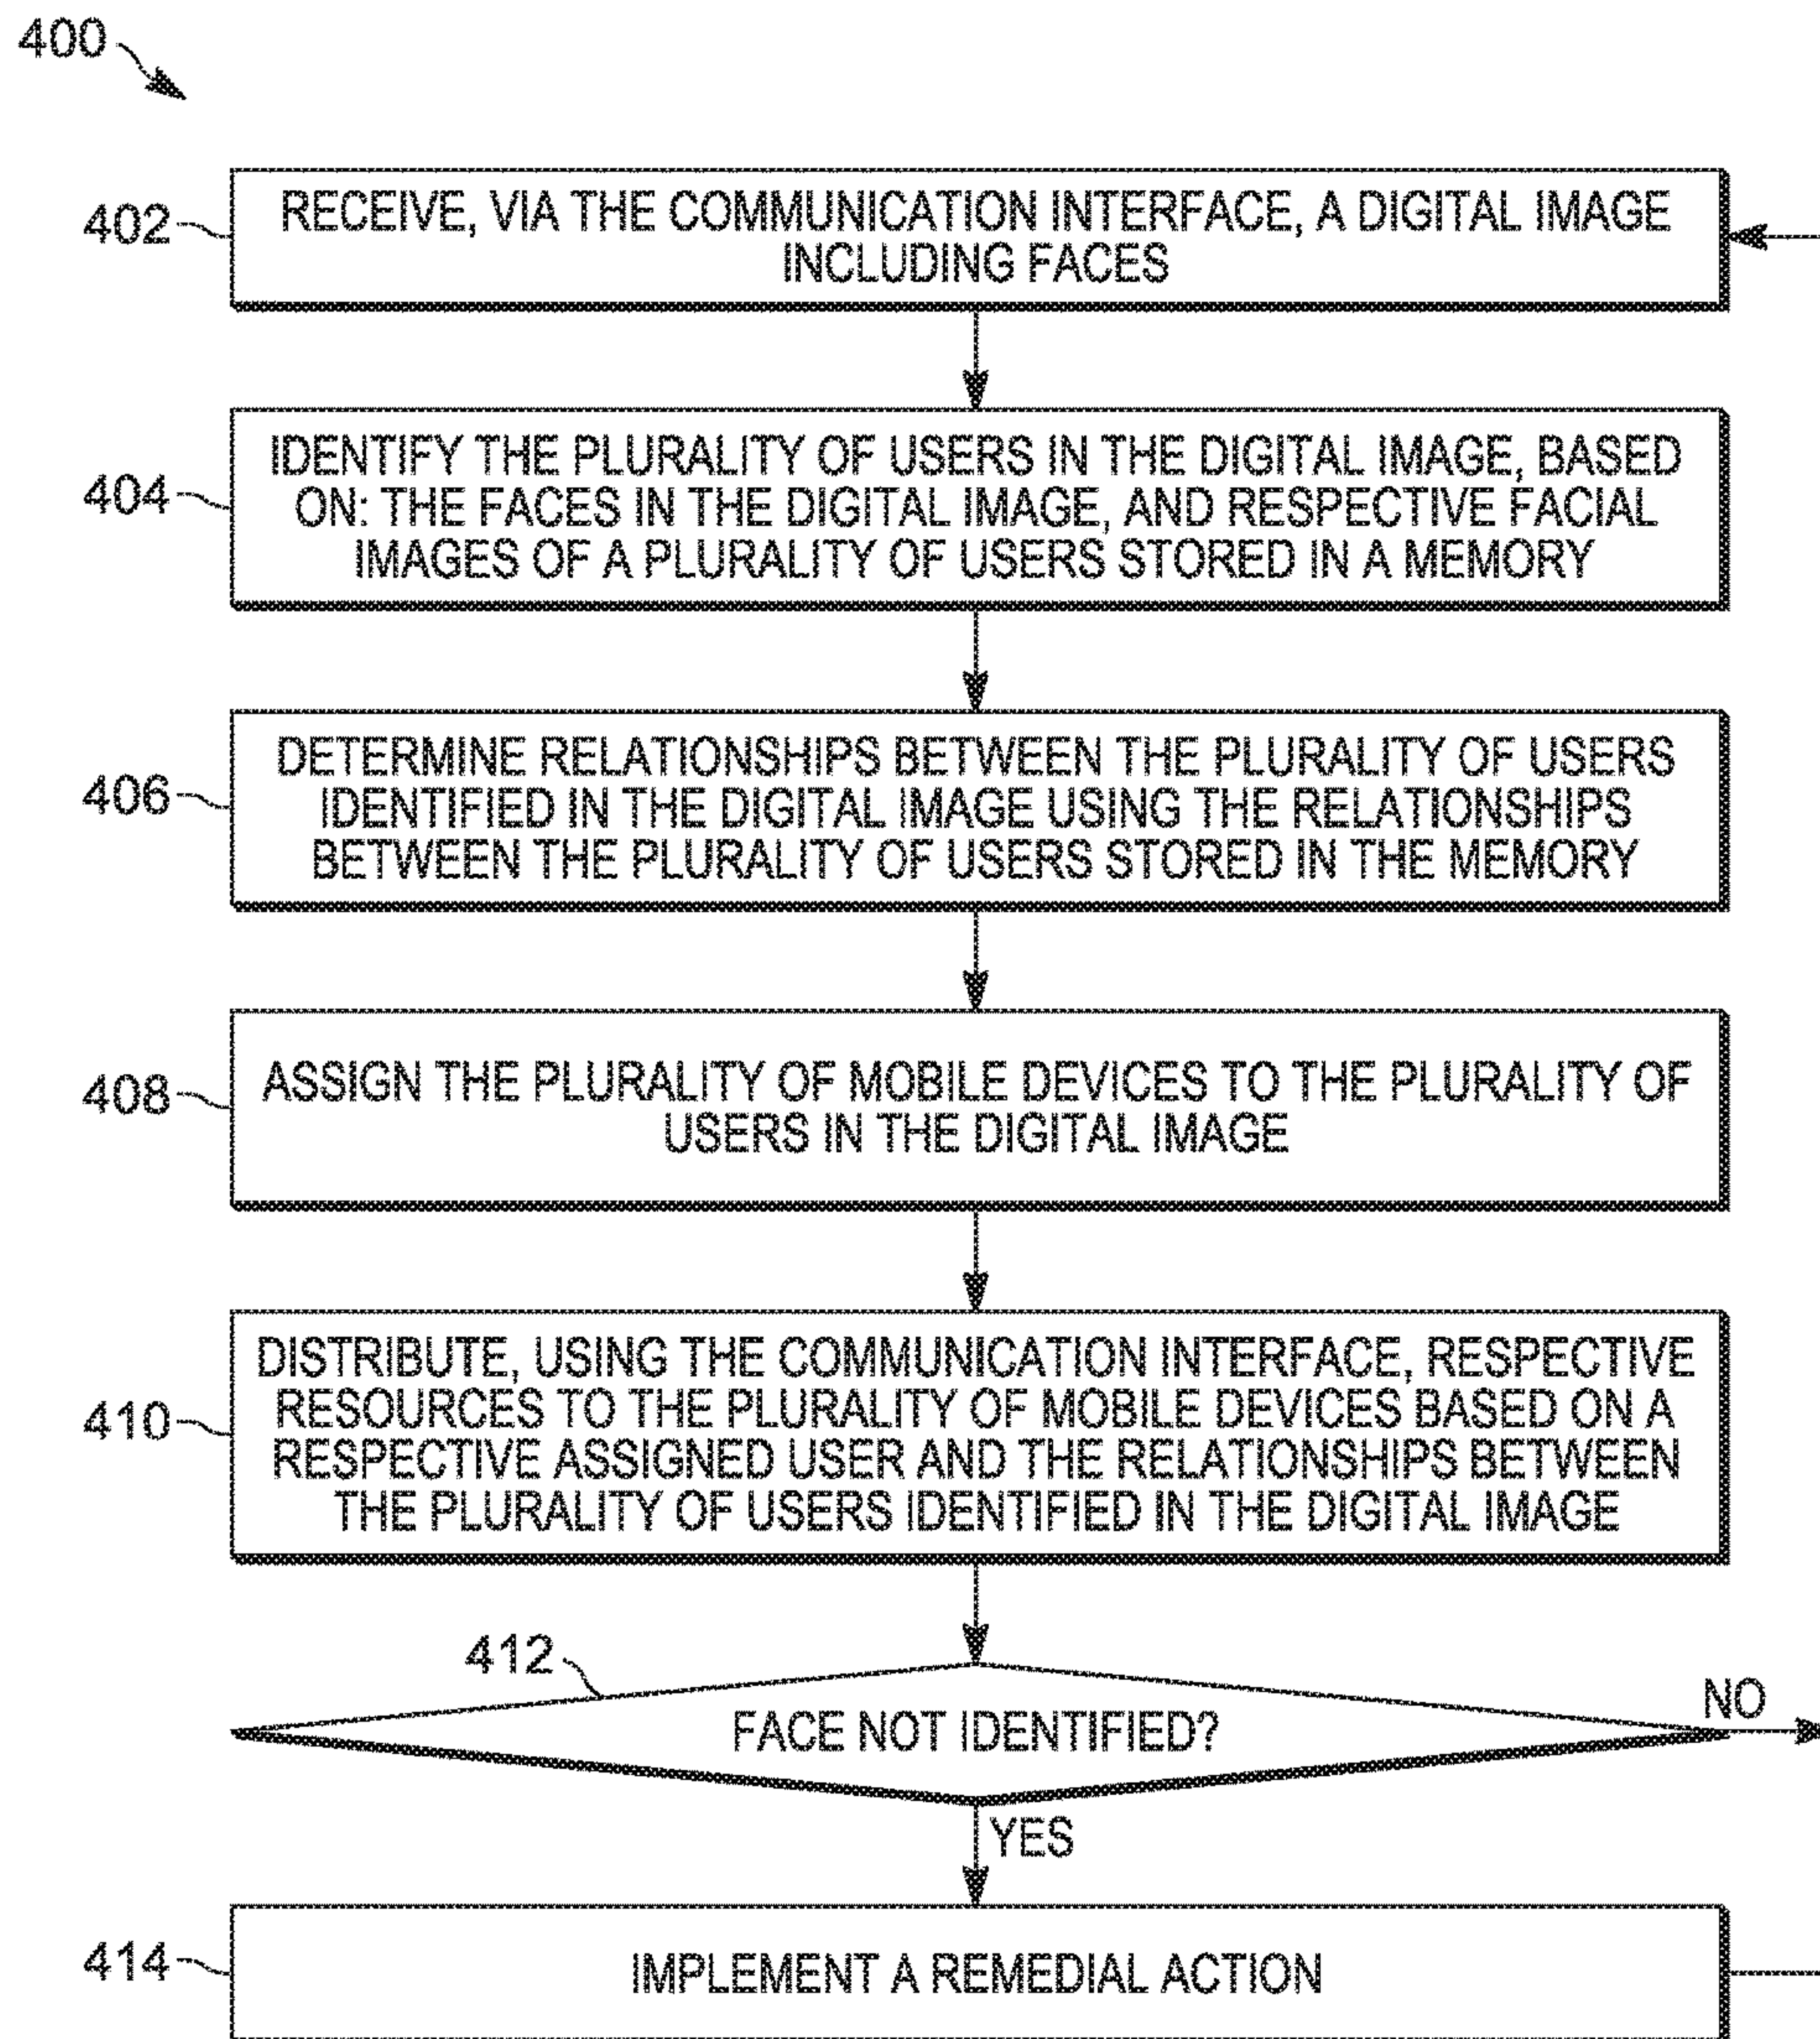 400
402
RECEIVE, VIA THE COMMUNICATION INTERFACE, A DIGITAL IMAGE
INCLUDING FACES
404
IDENTIFY THE PLURALITY OF USERS IN THE DIGITAL IMAGE, BASED
ON: THE FACES IN THE DIGITAL IMAGE, AND RESPECTIVE FACIAL
IMAGES OF A PLURALITY OF USERS STORED IN A MEMORY
406
DETERMINE RELATIONSHIPS BETWEEN THE PLURALITY OF USERS
IDENTIFIED IN THE DIGITAL IMAGE USING THE RELATIONSHIPS
BETWEEN THE PLURALITY OF USERS STORED IN THE MEMORY
408
ASSIGN THE PLURALITY OF MOBILE DEVICES TO THE PLURALITY OF
USERS IN THE DIGITAL IMAGE
410
DISTRIBUTE, USING THE COMMUNICATION INTERFACE, RESPECTIVE
RESOURCES TO THE PLURALITY OF MOBILE DEVICES BASED ON A
RESPECTIVE ASSIGNED USER AND THE RELATIONSHIPS BETWEEN
THE PLURALITY OF USERS IDENTIFIED IN THE DIGITAL IMAGE
412
FACE NOT IDENTIFIED?
NO
YES
414
IMPLEMENT A REMEDIAL ACTION